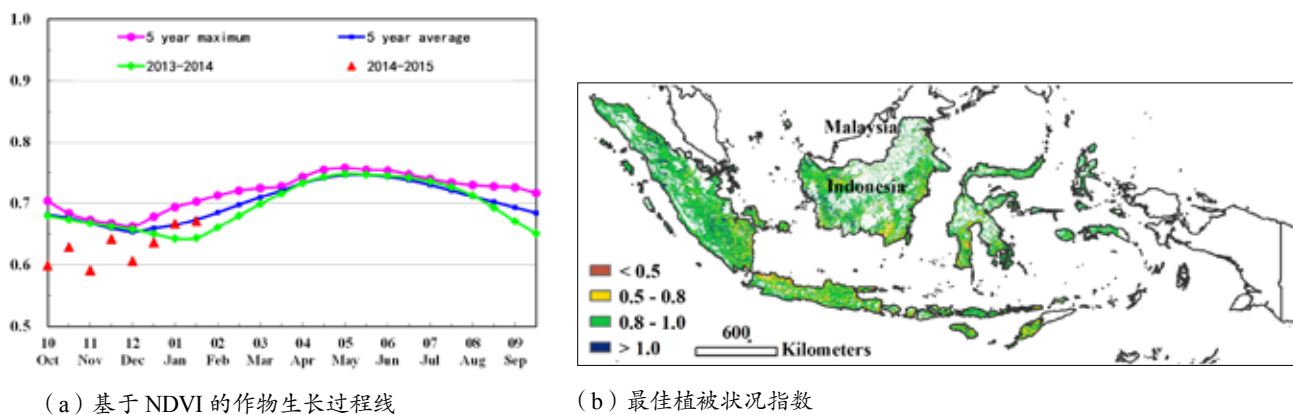 1.0
0.9
0.8
0.7
0.6
0.5
5 year maximum
5 year average
2013-2014
2014-2015
10 11 12 01 02 03 04 05 06 07 08 09
Oct Nov Dec Jan Feb Mar Apr May Jun Jul Aug Sep
(a)基于 NDVI 的作物生长过程线
Malaysia
Indonesia
< 0.5
0.5 - 0.8
0.8 - 1.0
> 1.0
600
Kilometers
(b)最佳植被状况指数